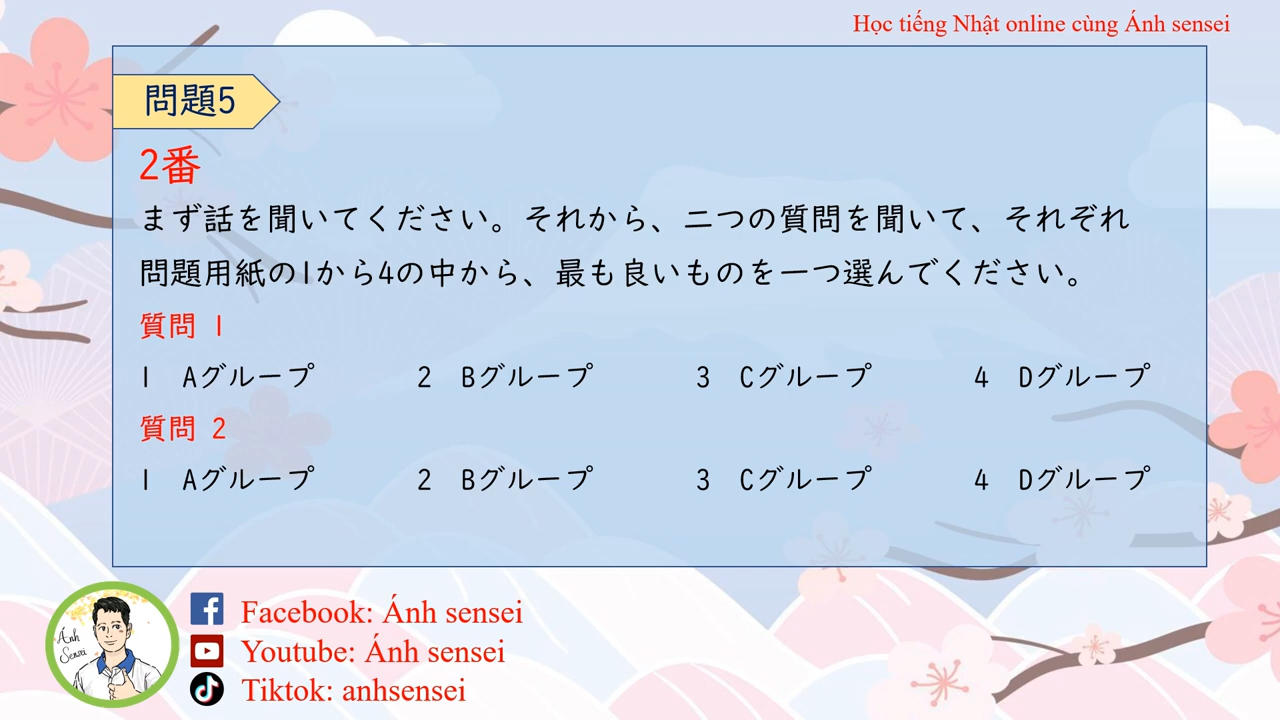 Học tiếng Nhật online cùng Ánh sensei
問題5
2番
まず話を聞いてください。それから、二つの質問を聞いて、それぞれ
問題用紙の1から4の中から、最も良いものを一つ選んでください。
質問 1
1 Aグループ 2 Bグループ 3 Cグループ 4 Dグループ
質問 2
1 Aグループ 2 Bグループ 3 Cグループ 4 Dグループ
Ánh
Sensei
Facebook: Ánh sensei
Youtube: Ánh sensei
Tiktok: anhsensei